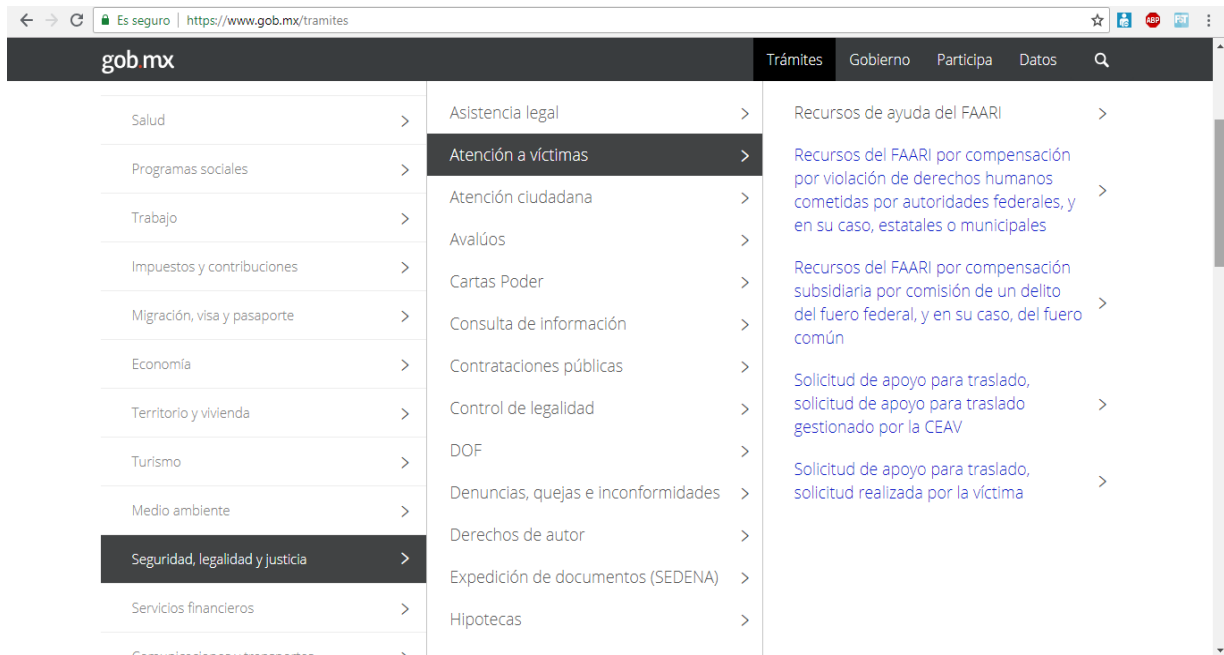 Es seguro | https://www.gob.mx/tramites
gob.mx
Trámites Gobierno Participa Datos
Salud
Programas sociales
Trabajo
Impuestos y contribuciones
Migración, visa y pasaporte
Economía
Territorio y vivienda
Turismo
Medio ambiente
Seguridad, legalidad y justicia
Servicios financieros
Comunicaciones y transportes
Asistencia legal
Atención a víctimas
Atención ciudadana
Avalúos
Cartas Poder
Consulta de información
Contrataciones públicas
Control de legalidad
DOF
Denuncias, quejas e inconformidades
Derechos de autor
Expedición de documentos (SEDENA)
Hipotecas
Recursos de ayuda del FAARI
Recursos del FAARI por compensación
por violación de derechos humanos
cometidas por autoridades federales, y
en su caso, estatales o municipales
Recursos del FAARI por compensación
subsidiaria por comisión de un delito
del fuero federal, y en su caso, del fuero
común
Solicitud de apoyo para traslado,
solicitud de apoyo para traslado
gestionado por la CEAV
Solicitud de apoyo para traslado,
solicitud realizada por la víctima